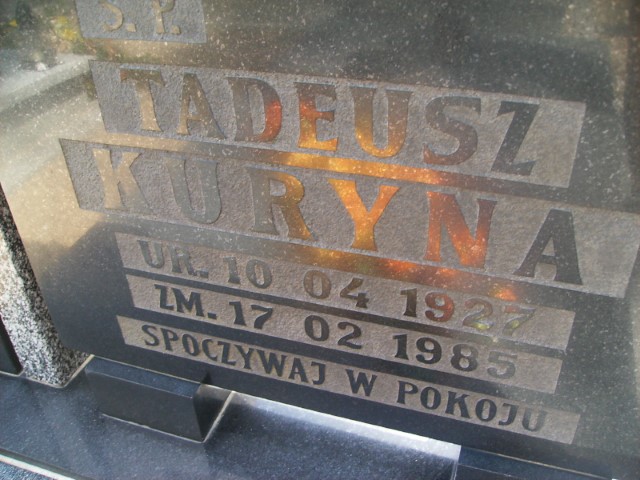 Ś. P.
TADEUSZ
KURYNA
UR. 10 04 1927
ZM. 17 02 1985
SPOCZYWAJ W POKOJU